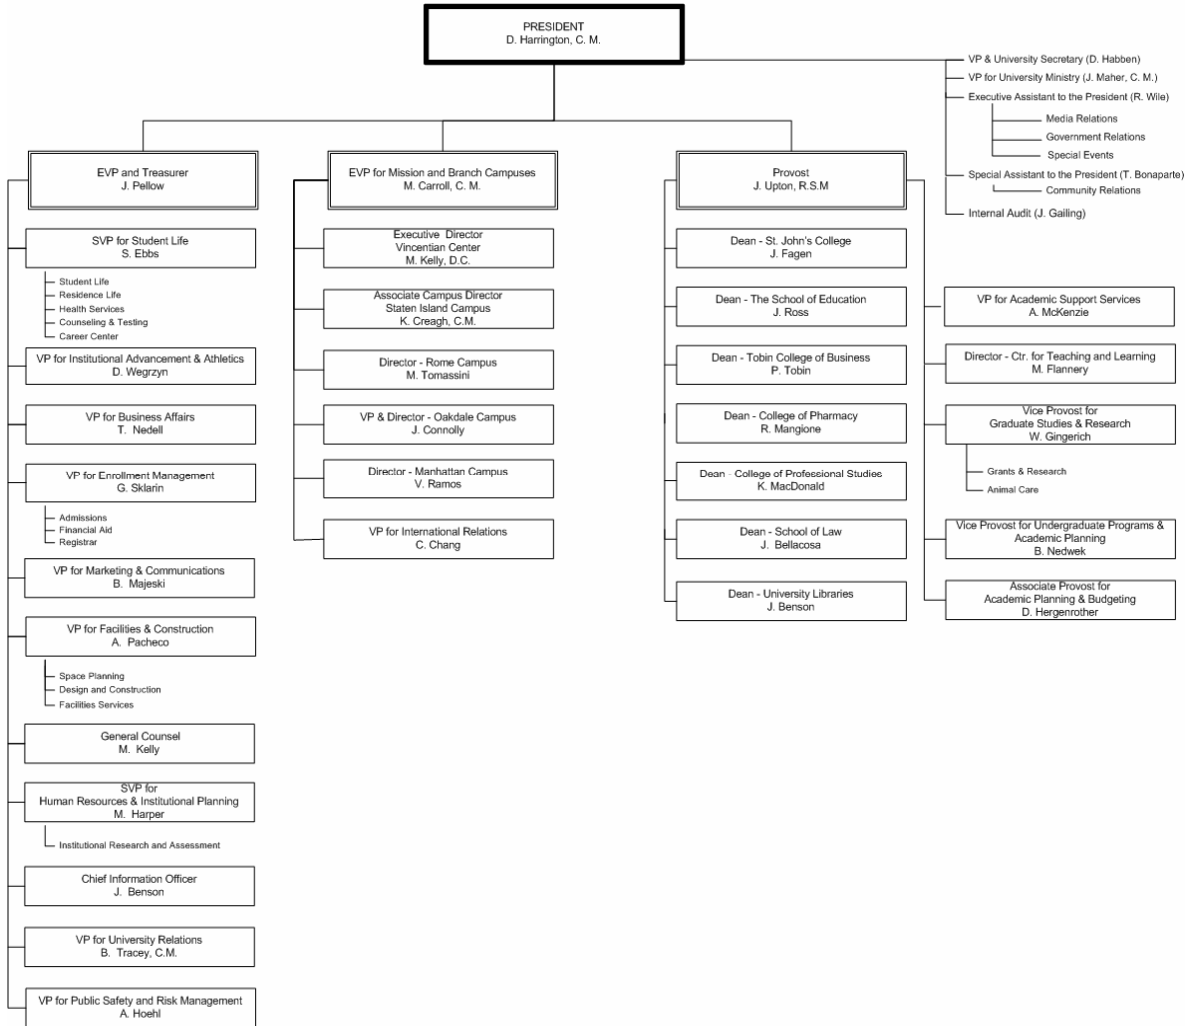 PRESIDENT
D. Harrington, C. M.
VP & University Secretary (D. Habben)
VP for University Ministry (J. Maher, C. M.)
Executive Assistant to the President (R. Wile)
Media Relations
Government Relations
Special Events
Special Assistant to the President (T. Bonaparte)
Community Relations
Internal Audit (J. Gailing)
EVP and Treasurer
J. Pellow
SVP for Student Life
S. Ebbs
Student Life
Residence Life
Health Services
Counseling & Testing
Career Center
VP for Institutional Advancement & Athletics
D. Wegrzyn
VP for Business Affairs
T. Nedell
VP for Enrollment Management
G. Sklarin
Admissions
Financial Aid
Registrar
VP for Marketing & Communications
B. Majeski
VP for Facilities & Construction
A. Pacheco
Space Planning
Design and Construction
Facilities Services
General Counsel
M. Kelly
SVP for
Human Resources & Institutional Planning
M. Harper
Institutional Research and Assessment
Chief Information Officer
J. Benson
VP for University Relations
B. Tracey, C.M.
VP for Public Safety and Risk Management
A. Hoehl
EVP for Mission and Branch Campuses
M. Carroll, C. M.
Executive Director
Vincentian Center
M. Kelly, D.C.
Associate Campus Director
Staten Island Campus
K. Creagh, C.M.
Director - Rome Campus
M. Tomassini
VP & Director - Oakdale Campus
J. Connolly
Director - Manhattan Campus
V. Ramos
VP for International Relations
C. Chang
Provost
J. Upton, R.S.M
Dean - St. John's College
J. Fagen
Dean - The School of Education
J. Ross
Dean - Tobin College of Business
P. Tobin
Dean - College of Pharmacy
R. Mangione
Dean - College of Professional Studies
K. MacDonald
Dean - School of Law
J. Bellacosa
Dean - University Libraries
J. Benson
VP for Academic Support Services
A. McKenzie
Director - Ctr. for Teaching and Learning
M. Flannery
Vice Provost for
Graduate Studies & Research
W. Gingerich
Grants & Research
Animal Care
Vice Provost for Undergraduate Programs &
Academic Planning
B. Nedwek
Associate Provost for
Academic Planning & Budgeting
D. Hergenrother